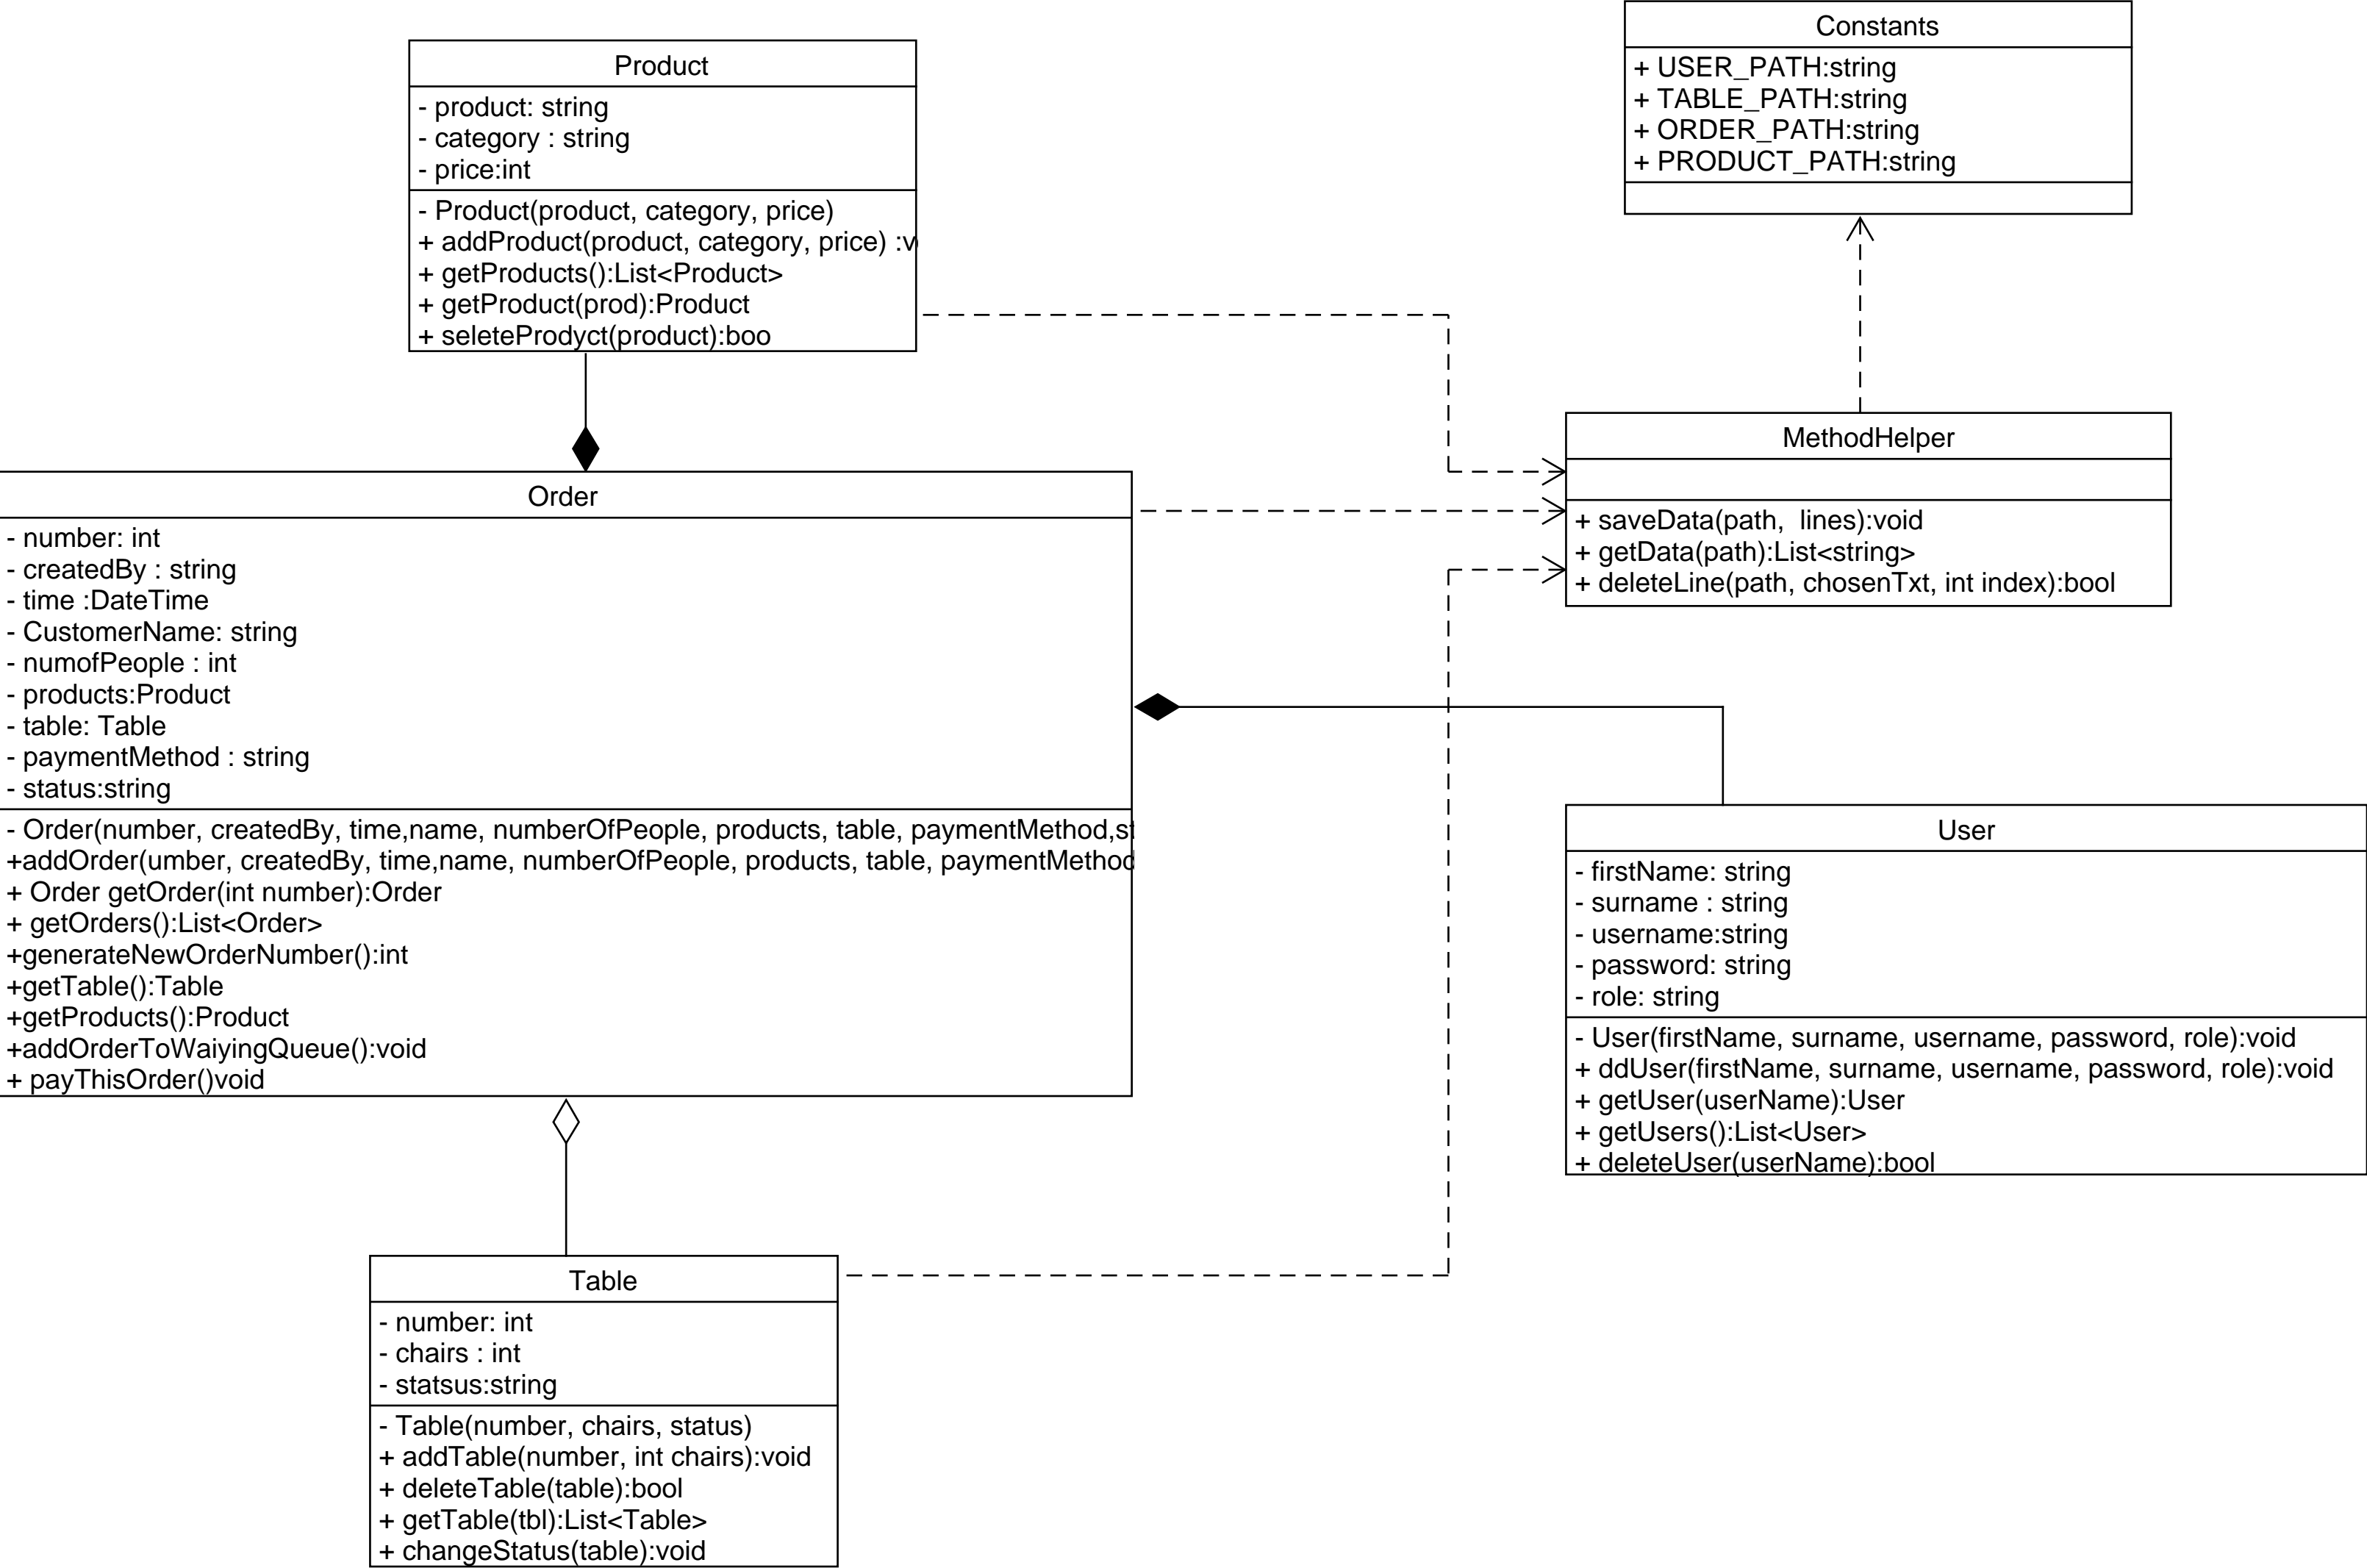 Product
- product: string
- category : string
- price:int
- Product(product, category, price)
+ addProduct(product, category, price) :v
+ getProducts():List<Product>
+ getProduct(prod):Product
+ seleteProdyct(product):boo
Constants
+ USER_PATH:string
+ TABLE_PATH:string
+ ORDER_PATH:string
+ PRODUCT_PATH:string
MethodHelper
+ saveData(path,  lines):void
+ getData(path):List<string>
+ deleteLine(path, chosenTxt, int index):bool
Order
- number: int
- createdBy : string
- time :DateTime
- CustomerName: string
- numofPeople : int
- products:Product
- table: Table
- paymentMethod : string
- status:string
- Order(number, createdBy, time,name, numberOfPeople, products, table, paymentMethod,st
+addOrder(umber, createdBy, time,name, numberOfPeople, products, table, paymentMethod
+ Order getOrder(int number):Order
+ getOrders():List<Order>
+generateNewOrderNumber():int
+getTable():Table
+getProducts():Product
+addOrderToWaiyingQueue():void
+ payThisOrder()void
User
- firstName: string
- surname : string
- username:string
- password: string
- role: string
- User(firstName, surname, username, password, role):void
+ ddUser(firstName, surname, username, password, role):void
+ getUser(userName):User
+ getUsers():List<User>
+ deleteUser(userName):bool
Table
- number: int
- chairs : int
- statsus:string
- Table(number, chairs, status)
+ addTable(number, int chairs):void
+ deleteTable(table):bool
+ getTable(tbl):List<Table>
+ changeStatus(table):void